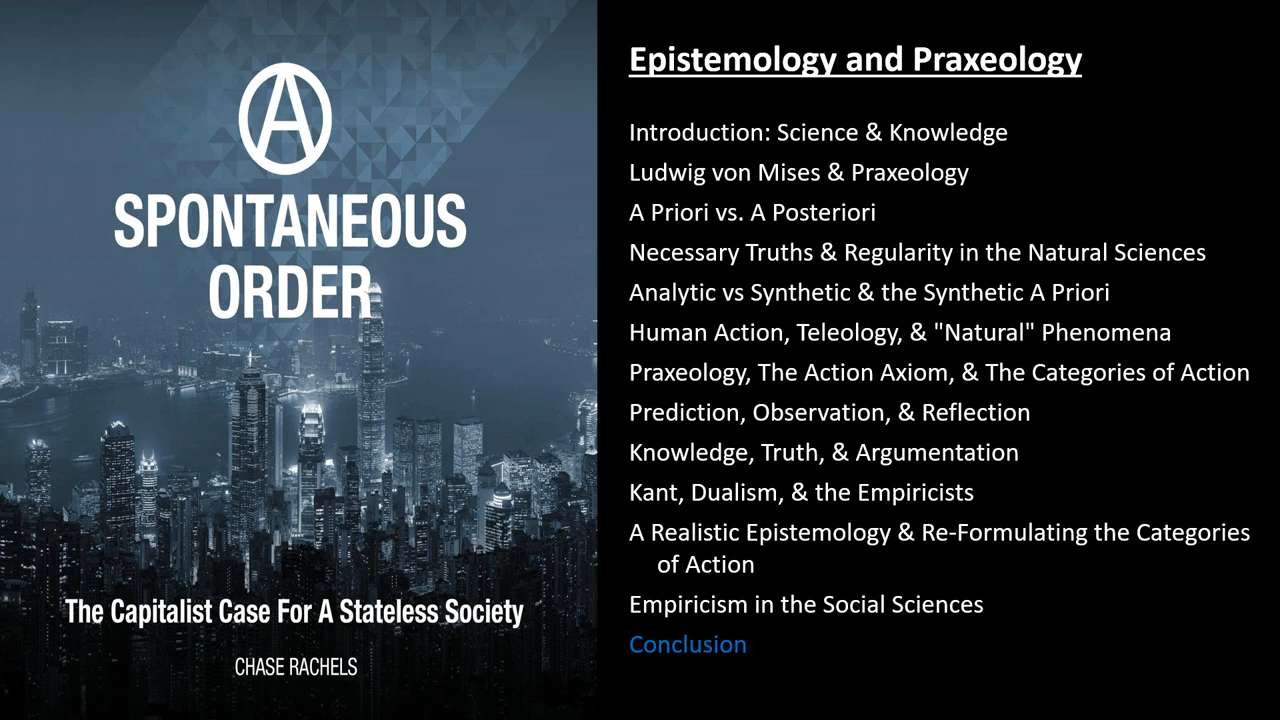 A
SPONTANEOUS
ORDER
The Capitalist Case For A Stateless Society
CHASE RACHELS
Epistemology and Praxeology
Introduction: Science & Knowledge
Ludwig von Mises & Praxeology
A Priori vs. A Posteriori
Necessary Truths & Regularity in the Natural Sciences
Analytic vs Synthetic & the Synthetic A Priori
Human Action, Teleology, & "Natural" Phenomena
Praxeology, The Action Axiom, & The Categories of Action
Prediction, Observation, & Reflection
Knowledge, Truth, & Argumentation
Kant, Dualism, & the Empiricists
A Realistic Epistemology & Re-Formulating the Categories
of Action
Empiricism in the Social Sciences
Conclusion